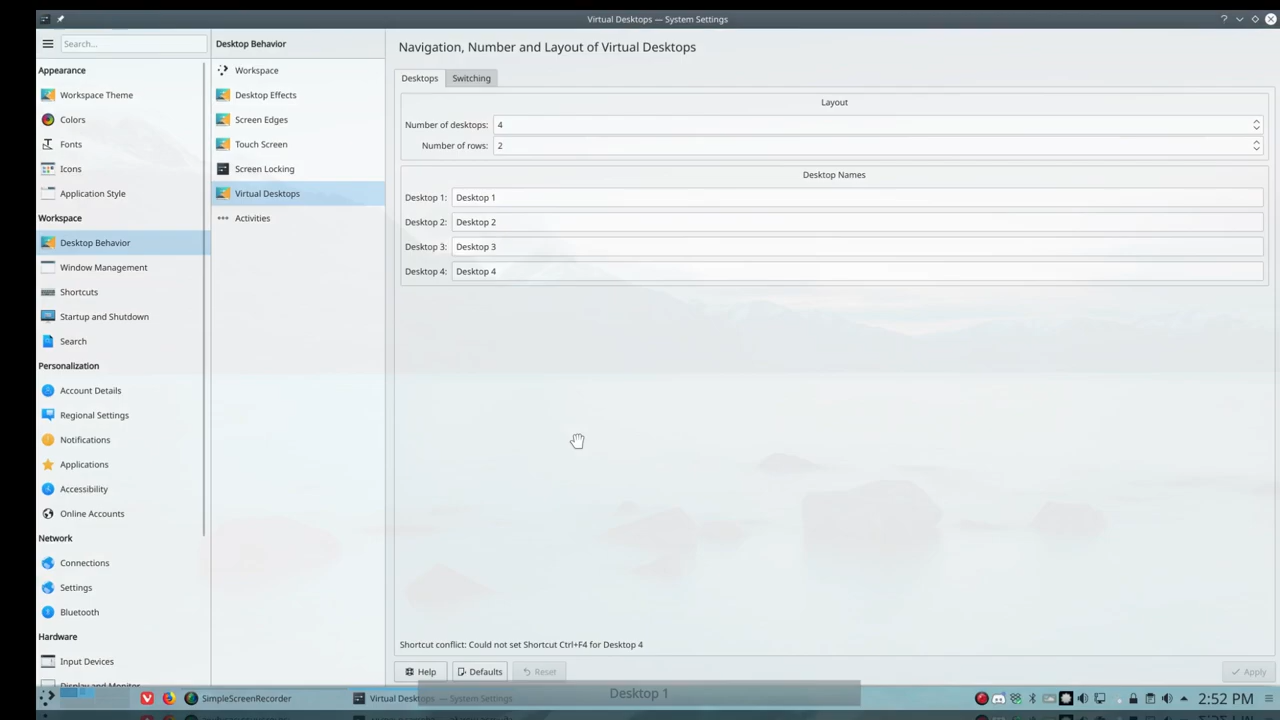 Virtual Desktops — System Settings
Search...
Appearance
Workspace Theme
Colors
Fonts
Icons
Application Style
Workspace
Desktop Behavior
Window Management
Shortcuts
Startup and Shutdown
Search
Personalization
Account Details
Regional Settings
Notifications
Applications
Accessibility
Online Accounts
Network
Connections
Settings
Bluetooth
Hardware
Input Devices
Display and Monitor
Desktop Behavior
Workspace
Desktop Effects
Screen Edges
Touch Screen
Screen Locking
Virtual Desktops
Activities
Navigation, Number and Layout of Virtual Desktops
Desktops Switching
Layout
Number of desktops: 4
Number of rows: 2
Desktop Names
Desktop 1: Desktop 1
Desktop 2: Desktop 2
Desktop 3: Desktop 3
Desktop 4: Desktop 4
Shortcut conflict: Could not set Shortcut Ctrl+F4 for Desktop 4
Help Defaults Reset Apply
SimpleScreenRecorder Virtual Desktops — System Settings Desktop 1 2:52 PM